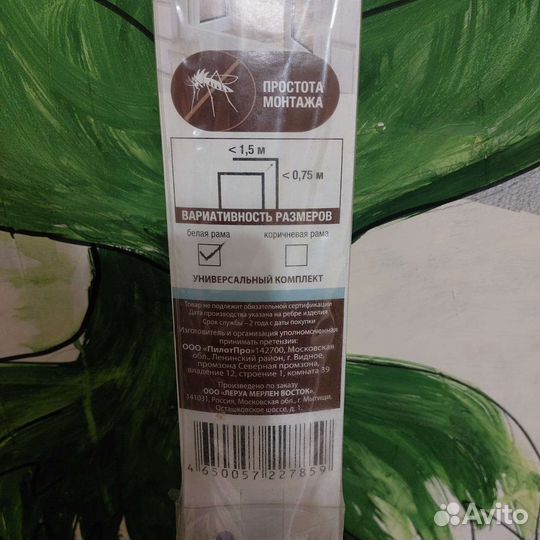 ПРОСТОТА
МОНТАЖА
< 1,5 м
< 0,75 м
ВАРИАТИВНОСТЬ РАЗМЕРОВ
белая рама коричневая рама
УНИВЕРСАЛЬНЫЙ КОМПЛЕКТ
Товар не подлежит обязательной сертификации
Дата производства указана на ребре изделия
Срок службы – 2 года с даты покупки
Изготовитель и организация уполномоченная
принимать претензии:
ООО «ПилотПро» 142700, Московская
обл., Ленинский район, г. Видное,
промзона Северная промзона,
владение 12, строение 1, комната 39
Произведено по заказу
ООО «ЛЕРУА МЕРЛЕН ВОСТОК».
141031, Россия, Московская обл., г. Мытищи,
Осташковское шоссе, д. 1.
4 650057 227859
Avito